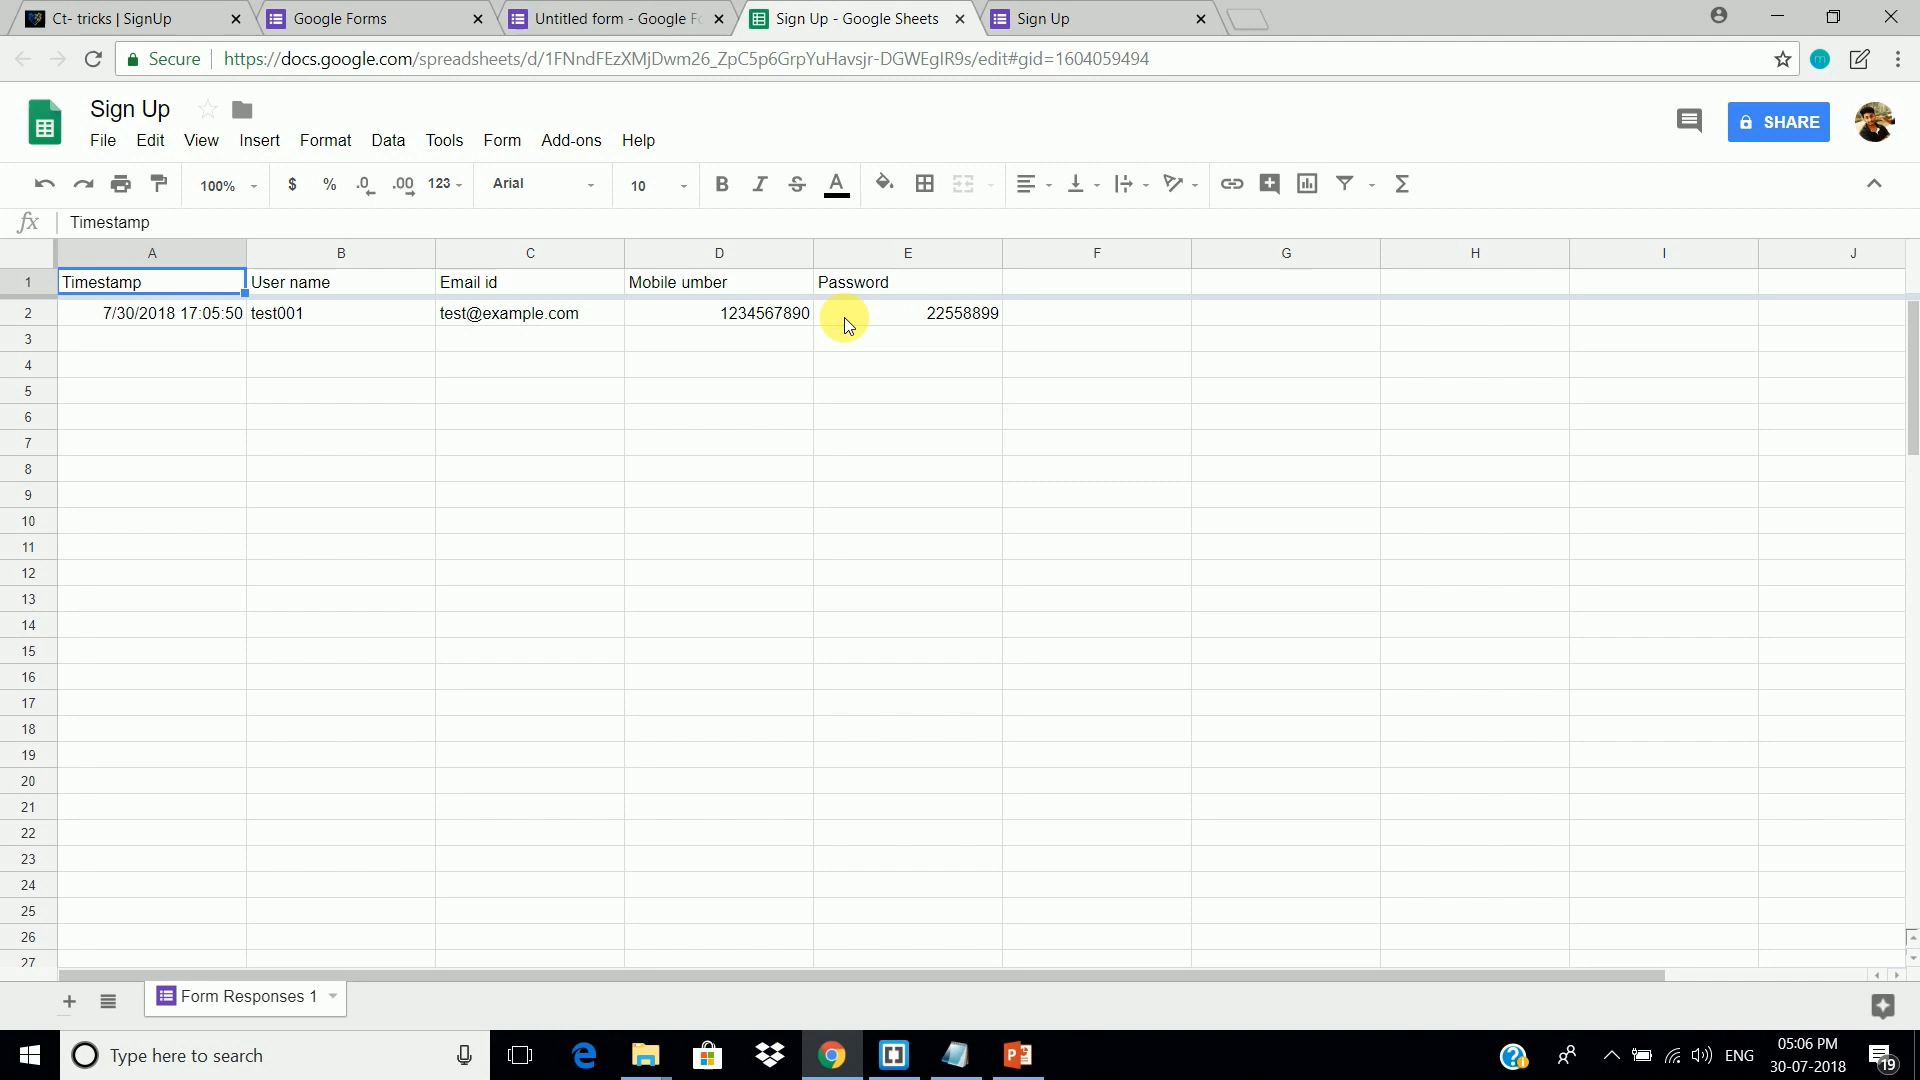 Ct- tricks | SignUp
Google Forms
Untitled form - Google Fo
Sign Up - Google Sheets
Sign Up
Secure
https://docs.google.com/spreadsheets/d/1FNndFEzXMjDwm26_ZpC5p6GrpYuHavsjr-DGWEgIR9s/edit#gid=1604059494
Sign Up
SHARE
File Edit View Insert Format Data Tools Form Add-ons Help
100% $ % .0 .00 123 Arial 10 B I S A Σ
fx Timestamp
A B C D E F G H I J
1 Timestamp User name Email id Mobile umber Password
2 7/30/2018 17:05:50 test001 test@example.com 1234567890 22558899
3
4
5
6
7
8
9
10
11
12
13
14
15
16
17
18
19
20
21
22
23
24
25
26
27
Form Responses 1
Type here to search
ENG
05:06 PM
30-07-2018
19